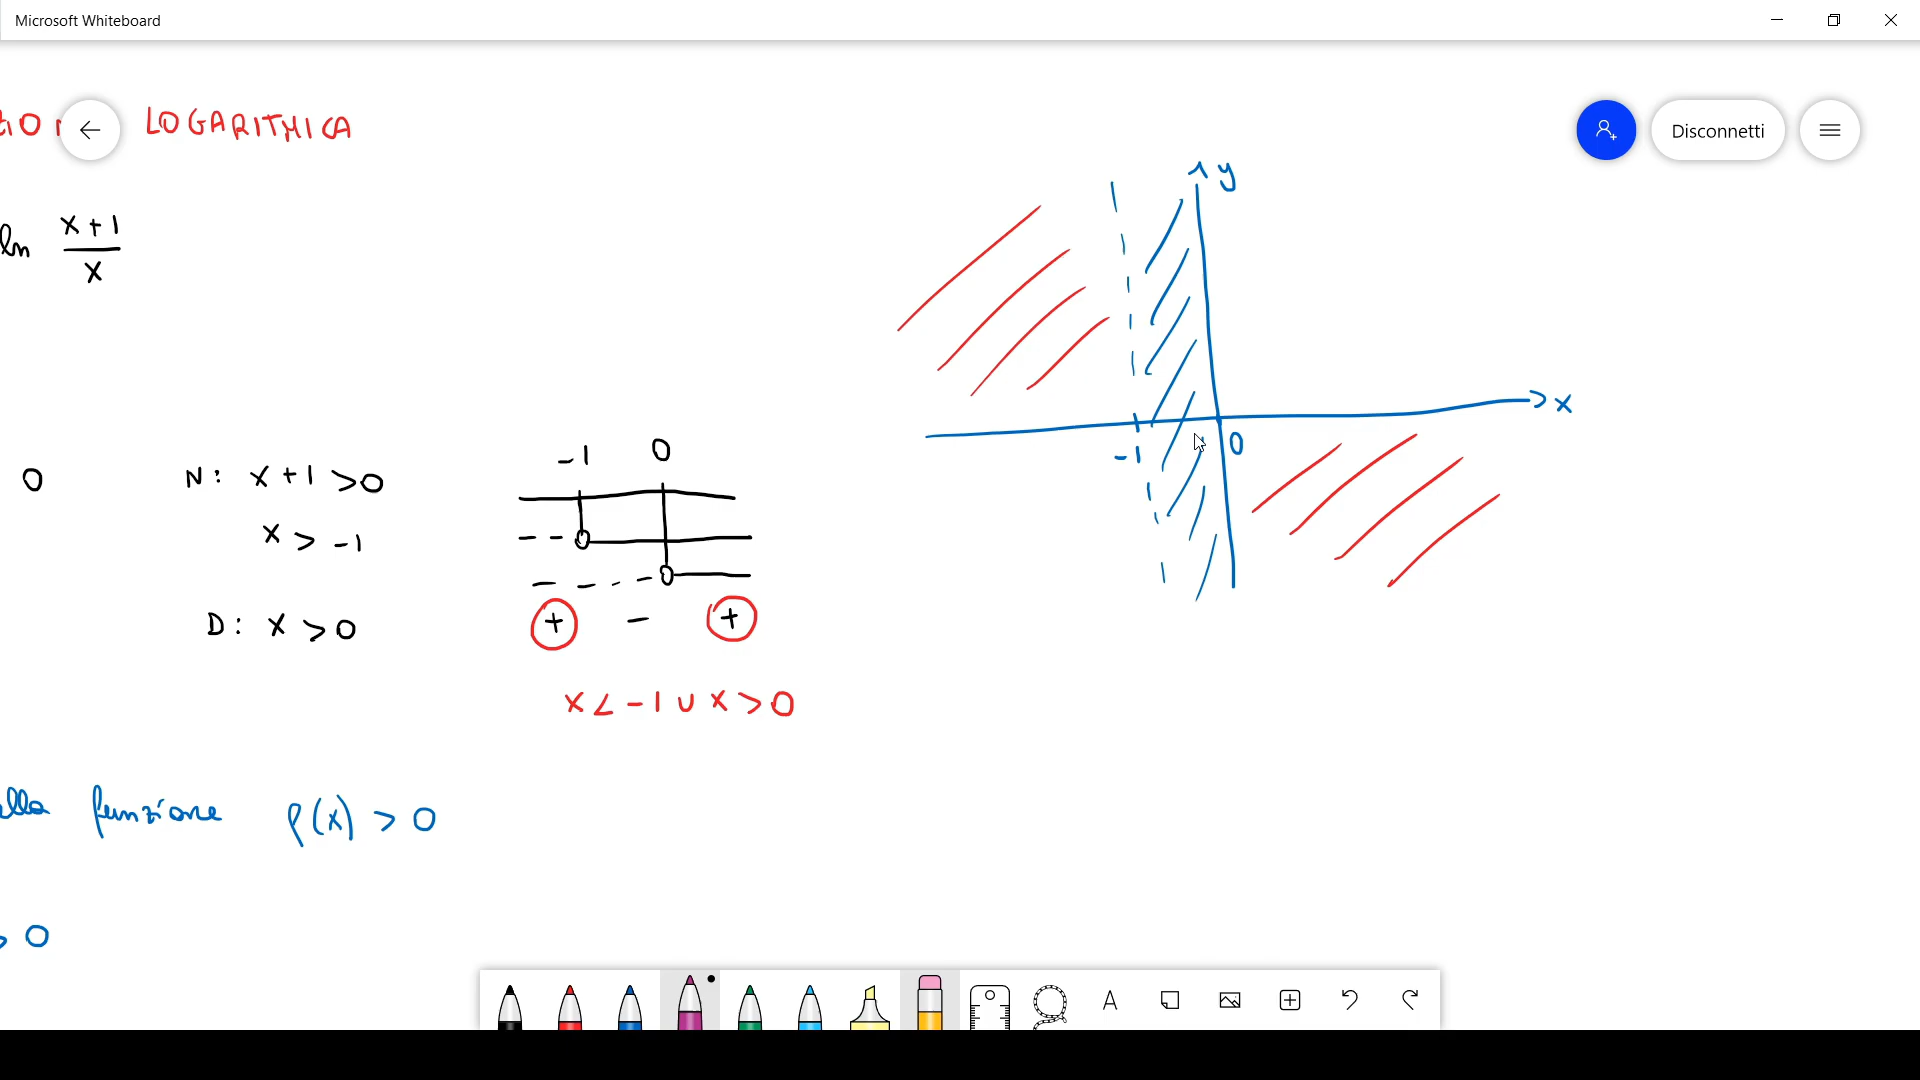 Microsoft Whiteboard
LOGARITMICA
Disconnetti
y
ln x+1
x
x
-1 0
-1 0
0 N: x+1 >0
x > -1
D: x >0
+ - +
x < -1 ∪ x >0
funzione f(x) > 0
> 0
A